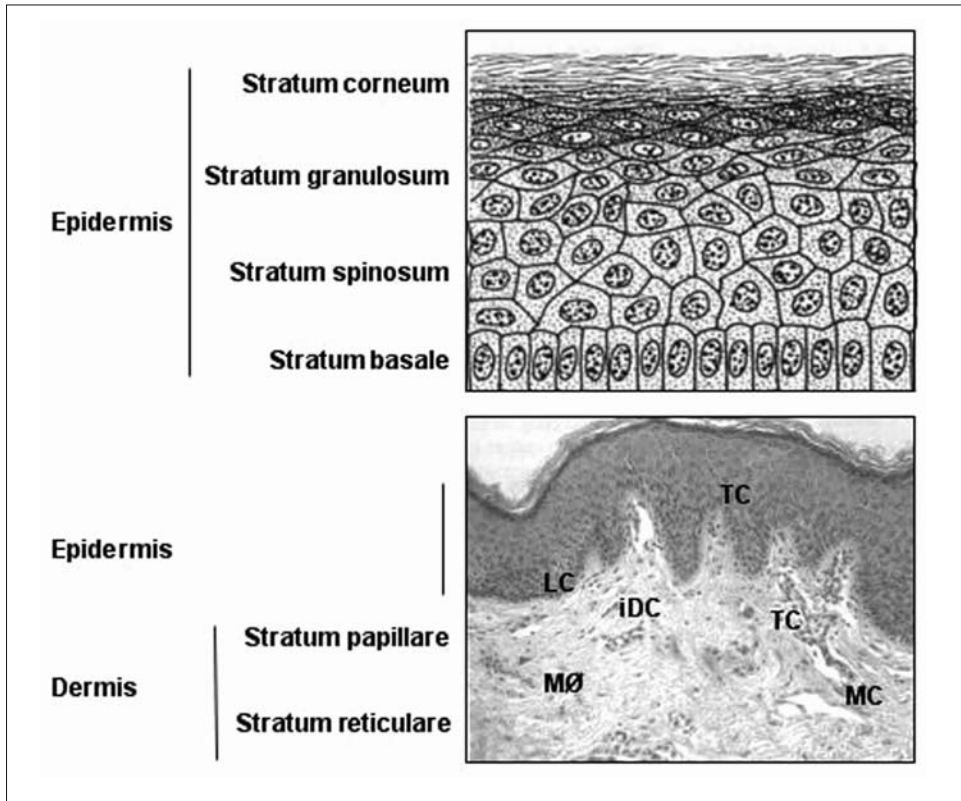 Stratum corneum
Stratum granulosum
Epidermis
Stratum spinosum
Stratum basale
TC
Epidermis
LC
iDC
TC
Stratum papillare
MØ
Dermis
MC
Stratum reticulare